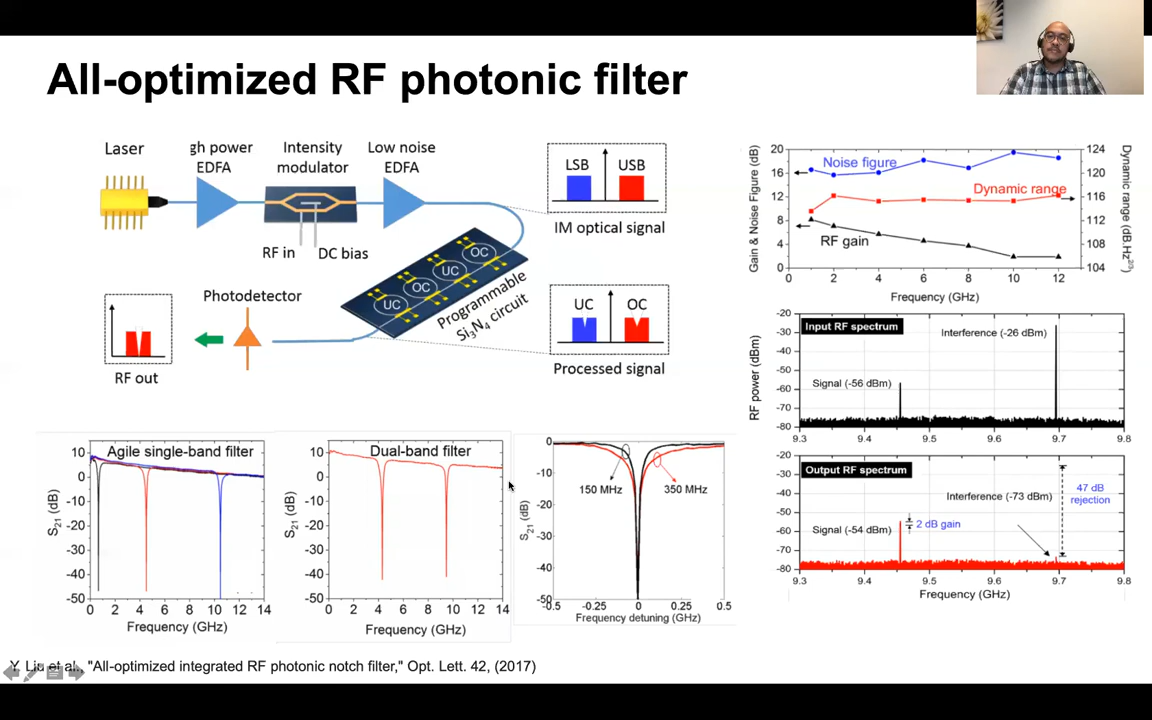 All-optimized RF photonic filter
Laser
gh power
EDFA
Intensity
modulator
Low noise
EDFA
RF in
DC bias
LSB
USB
IM optical signal
UC
OC
UC
OC
Programmable
Si3N4 circuit
UC
OC
Processed signal
Photodetector
RF out
Gain & Noise Figure (dB)
20
16
12
8
4
0
Noise figure
Dynamic range
RF gain
124
120
116
112
108
104
Dynamic range (dB.Hz2/3)
0 2 4 6 8 10 12
Frequency (GHz)
RF power (dBm)
-20
-30
-40
-50
-60
-70
-80
Input RF spectrum
Interference (-26 dBm)
Signal (-56 dBm)
9.3 9.4 9.5 9.6 9.7 9.8
-20
-30
-40
-50
-60
-70
-80
Output RF spectrum
Interference (-73 dBm)
47 dB
rejection
Signal (-54 dBm)
2 dB gain
9.3 9.4 9.5 9.6 9.7 9.8
Frequency (GHz)
S21 (dB)
10
0
-10
-20
-30
-40
-50
Agile single-band filter
0 2 4 6 8 10 12 14
Frequency (GHz)
S21 (dB)
10
0
-10
-20
-30
-40
-50
Dual-band filter
0 2 4 6 8 10 12 14
Frequency (GHz)
S21 (dB)
0
-10
-20
-30
-40
-50
150 MHz
350 MHz
-0.5 -0.25 0 0.25 0.5
Frequency detuning (GHz)
Y. Liu et al., "All-optimized integrated RF photonic notch filter," Opt. Lett. 42, (2017)